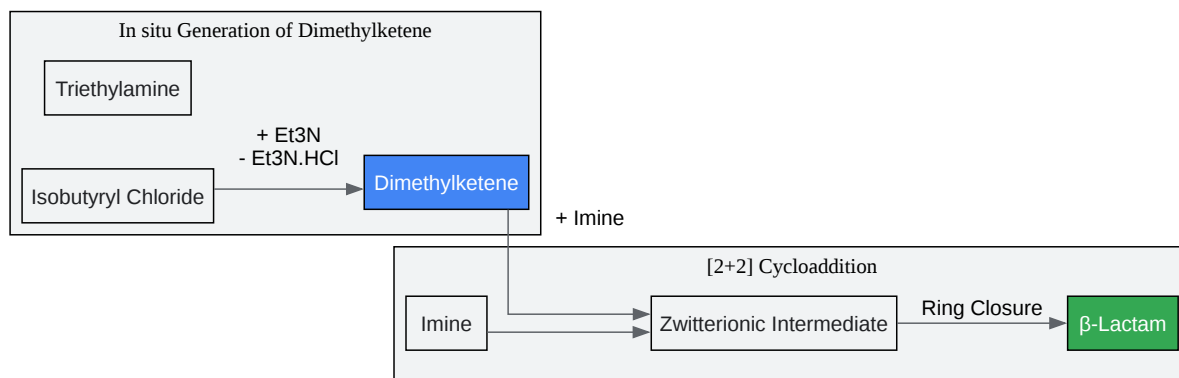 In situ Generation of Dimethylketene
Triethylamine
+ Et3N
- Et3N.HCl
Isobutyryl Chloride
Dimethylketene
+ Imine
[2+2] Cycloaddition
Imine
Zwitterionic Intermediate
Ring Closure
β-Lactam